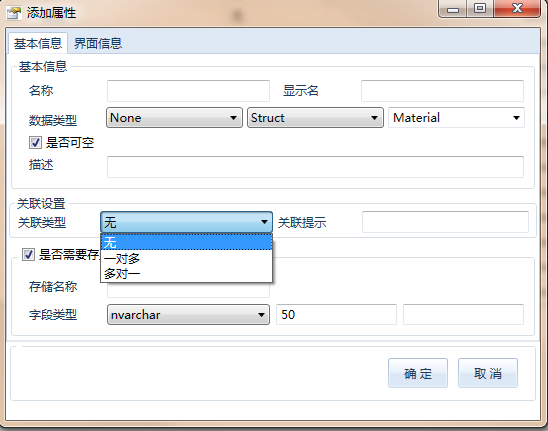 添加属性
基本信息 界面信息
基本信息
名称 显示名
数据类型 None Struct Material
是否可空
描述
关联设置
关联类型 无 关联提示
无
一对多
多对一
是否需要存
存储名称
字段类型 nvarchar 50
确 定 取 消